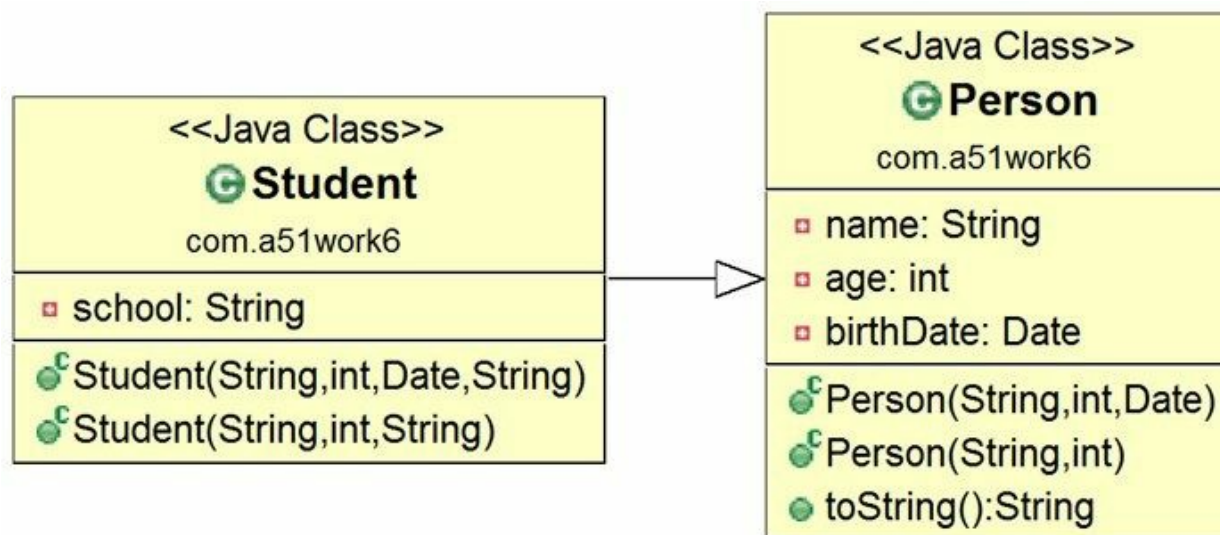 <<Java Class>>
C Student
com.a51work6
school: String
C Student(String,int,Date,String)
C Student(String,int,String)
<<Java Class>>
C Person
com.a51work6
name: String
age: int
birthDate: Date
C Person(String,int,Date)
C Person(String,int)
toString():String